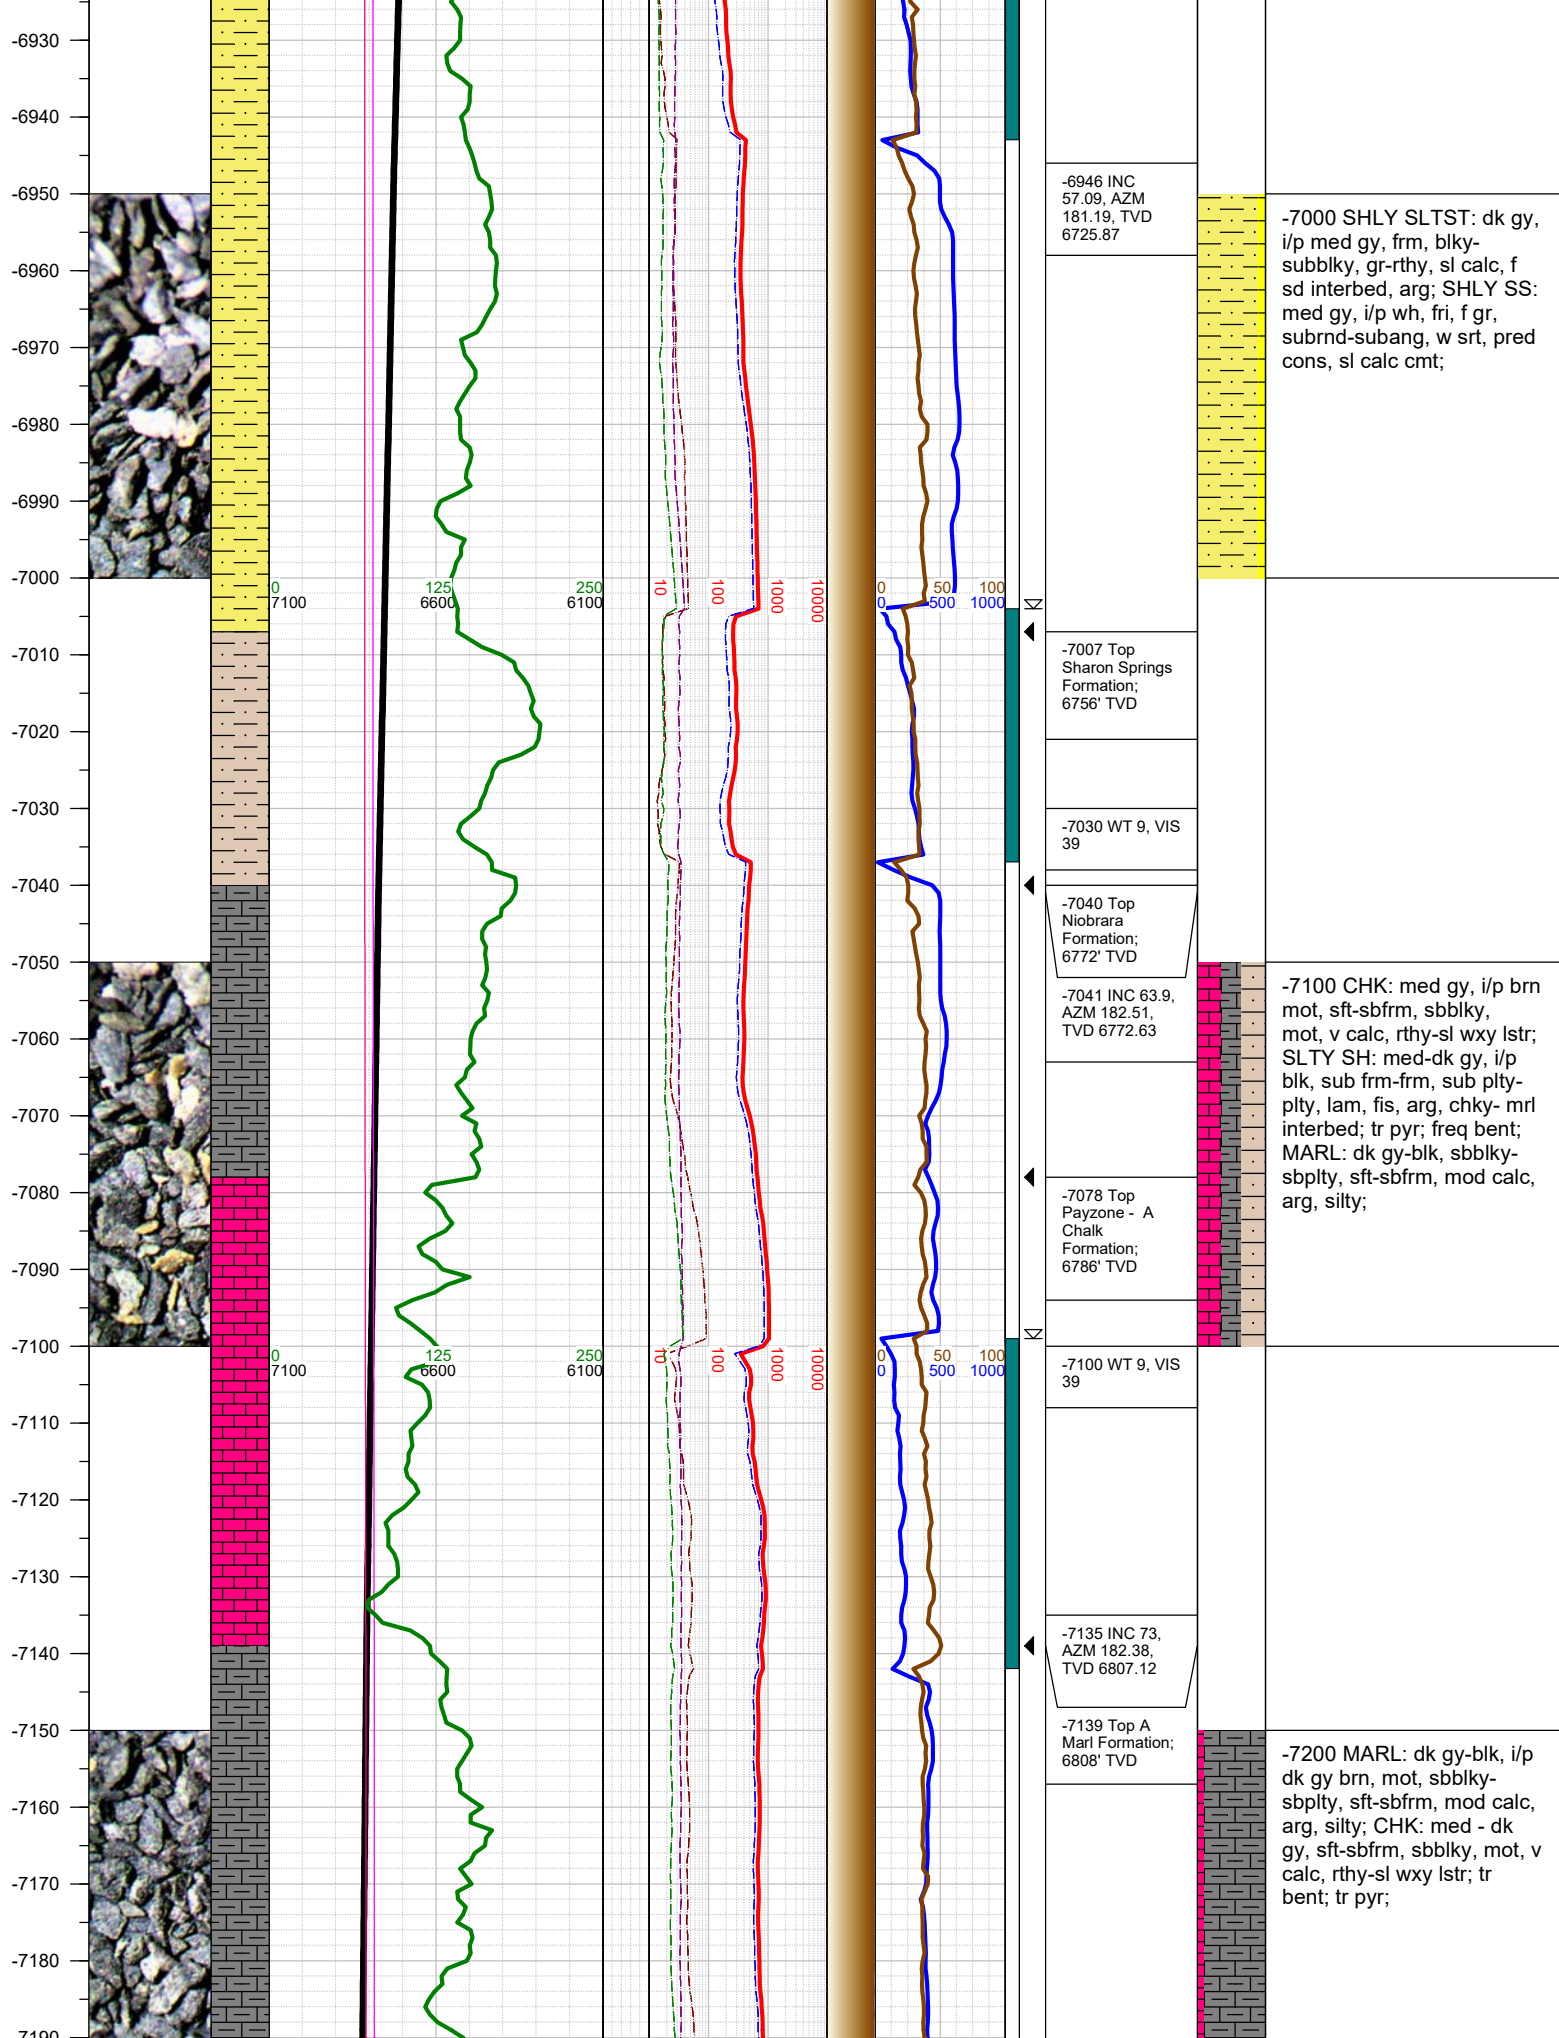 -6930
-6940
-6950
-6960
-6970
-6980
-6990
-7000
-7010
-7020
-7030
-7040
-7050
-7060
-7070
-7080
-7090
-7100
-7110
-7120
-7130
-7140
-7150
-7160
-7170
-7180
-7190
0 125 250
7100 6600 6100
10 100 1000 10000
0 50 100
0 500 1000
0 125 250
7100 6600 6100
10 100 1000 10000
0 50 100
0 500 1000
-6946 INC
57.09, AZM
181.19, TVD
6725.87
-7007 Top
Sharon Springs
Formation;
6756' TVD
-7030 WT 9, VIS
39
-7040 Top
Niobrara
Formation;
6772' TVD
-7041 INC 63.9,
AZM 182.51,
TVD 6772.63
-7078 Top
Payzone - A
Chalk
Formation;
6786' TVD
-7100 WT 9, VIS
39
-7135 INC 73,
AZM 182.38,
TVD 6807.12
-7139 Top A
Marl Formation;
6808' TVD
-7000 SHLY SLTST: dk gy,
i/p med gy, frm, blky-
subblky, gr-rthy, sl calc, f
sd interbed, arg; SHLY SS:
med gy, i/p wh, fri, f gr,
subrnd-subang, w srt, pred
cons, sl calc cmt;
-7100 CHK: med gy, i/p brn
mot, sft-sbfrm, sbblky,
mot, v calc, rthy-sl wxy lstr;
SLTY SH: med-dk gy, i/p
blk, sub frm-frm, sub plty-
plty, lam, fis, arg, chky- mrl
interbed; tr pyr; freq bent;
MARL: dk gy-blk, sbblky-
sbplty, sft-sbfrm, mod calc,
arg, silty;
-7200 MARL: dk gy-blk, i/p
dk gy brn, mot, sbblky-
sbplty, sft-sbfrm, mod calc,
arg, silty; CHK: med - dk
gy, sft-sbfrm, sbblky, mot, v
calc, rthy-sl wxy lstr; tr
bent; tr pyr;